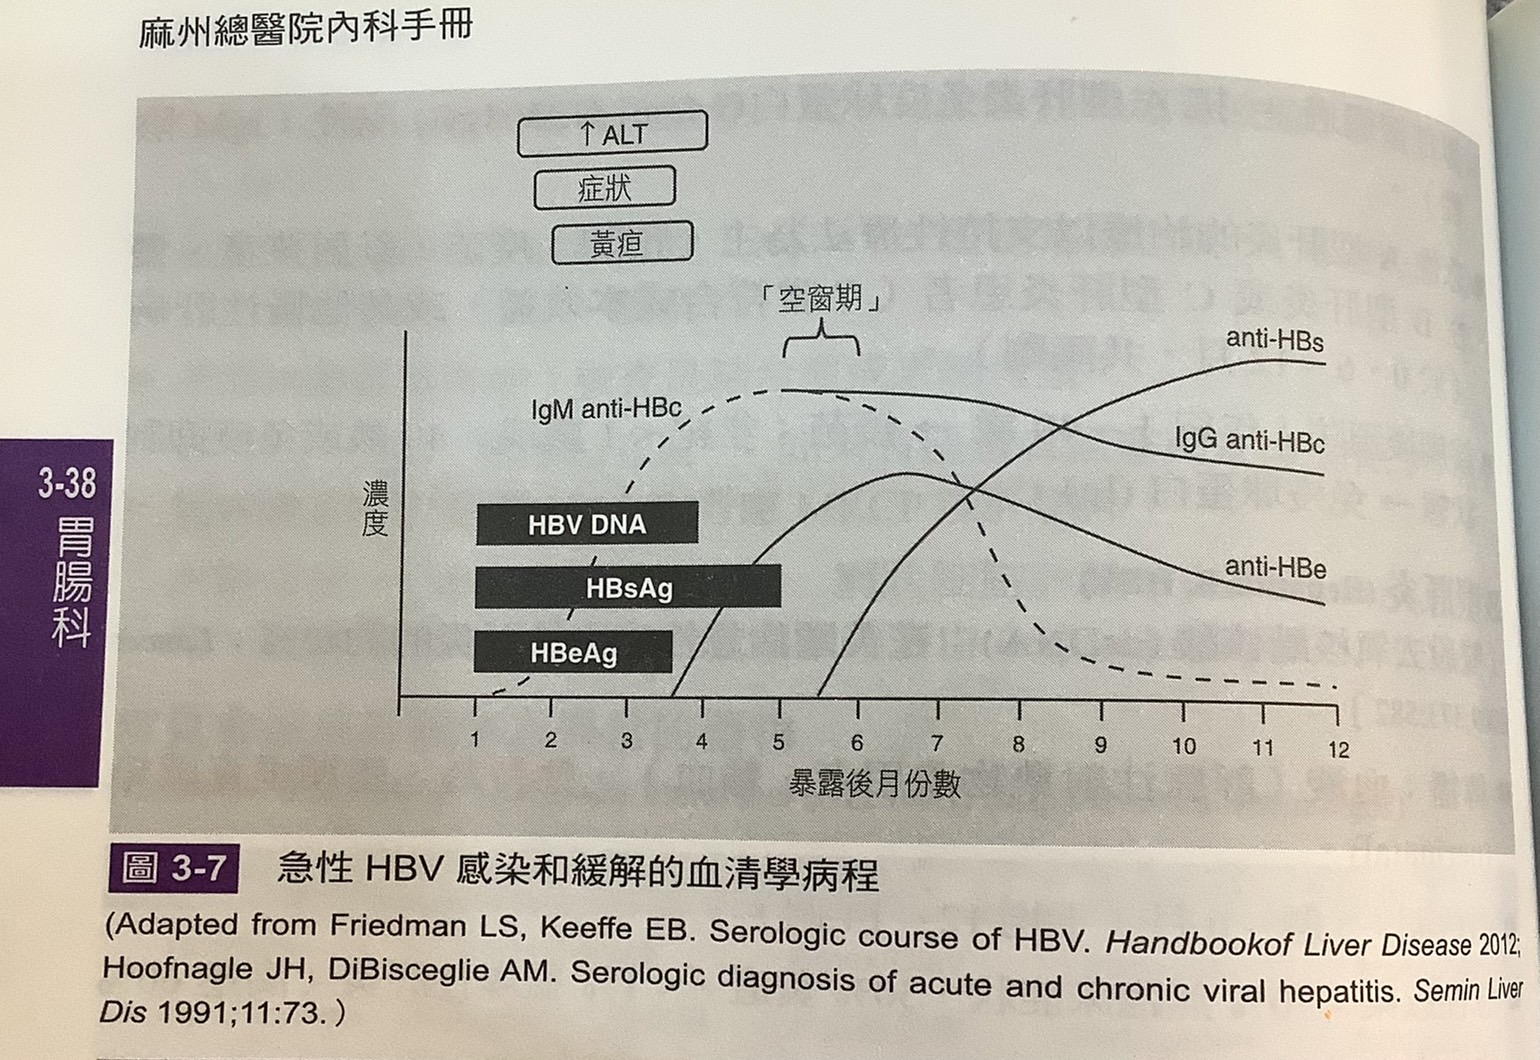 麻州總醫院內科手冊
↑ ALT
症狀
黃疸
「空窗期」
anti-HBs
IgM anti-HBc
IgG anti-HBc
3-38
胃腸科
濃度
HBV DNA
HBsAg
anti-HBe
HBeAg
1 2 3 4 5 6 7 8 9 10 11 12
暴露後月份數
圖 3-7 急性 HBV 感染和緩解的血清學病程
(Adapted from Friedman LS, Keeffe EB. Serologic course of HBV. Handbookof Liver Disease 2012;
Hoofnagle JH, DiBisceglie AM. Serologic diagnosis of acute and chronic viral hepatitis. Semin Liver
Dis 1991;11:73.）